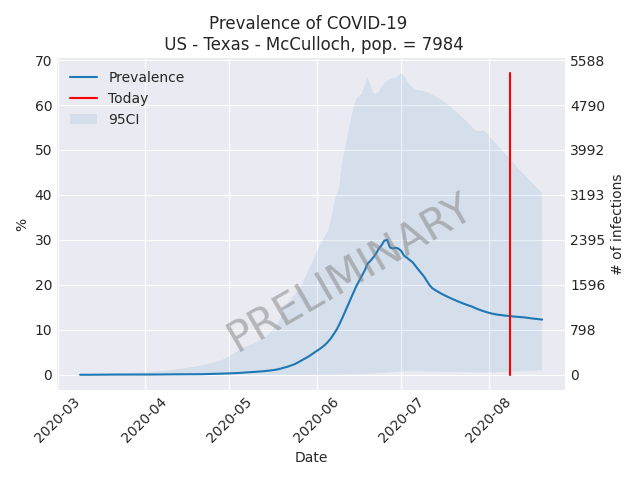 Prevalence of COVID-19
US - Texas - McCulloch, pop. = 7984
Prevalence
Today
95CI
PRELIMINARY
%
70
60
50
40
30
20
10
0
5588
4790
3992
3193
2395
1596
798
0
# of infections
2020-03
2020-04
2020-05
2020-06
2020-07
2020-08
Date